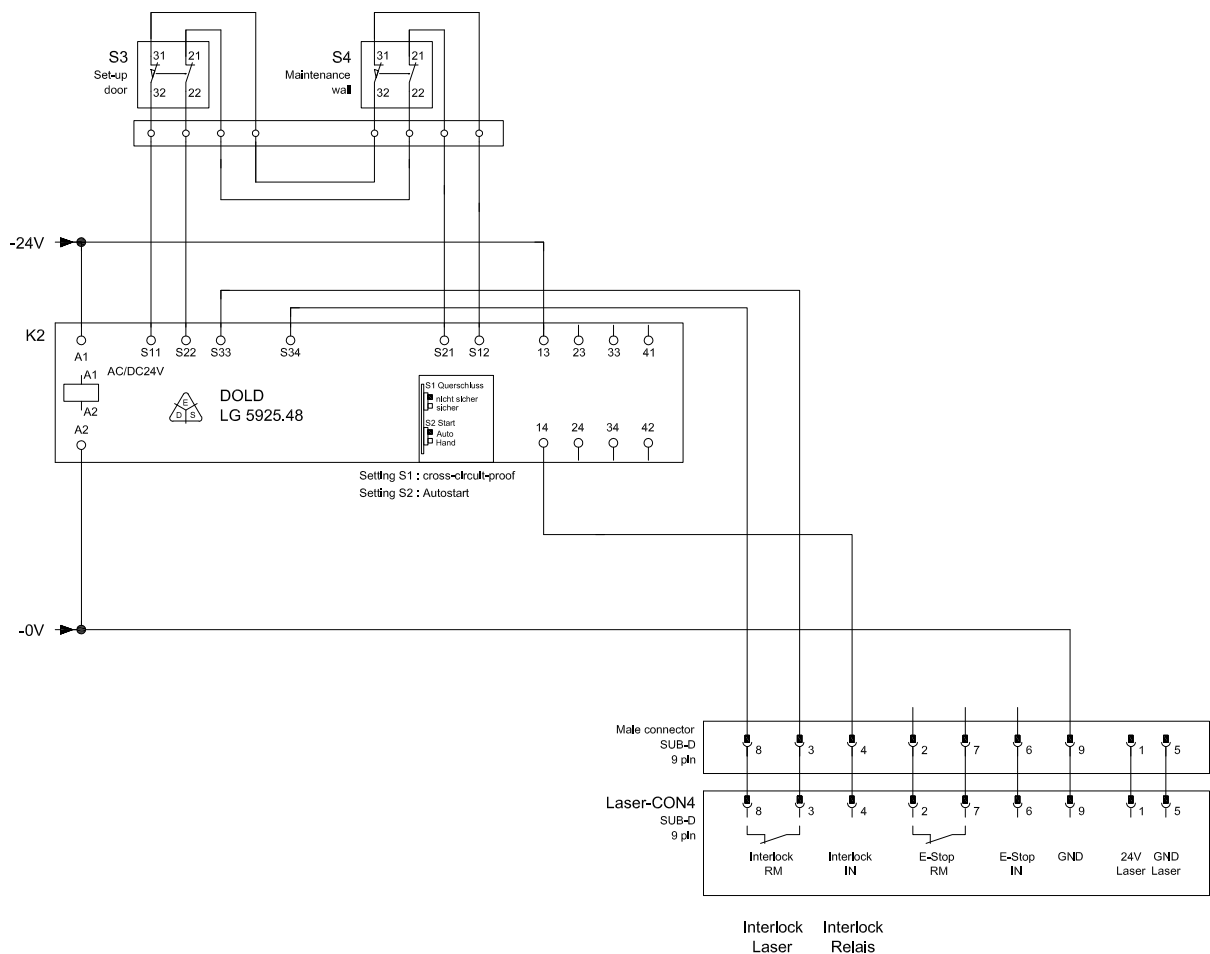 S3
Set-up
door
31 21
32 22
S4
Maintenance
wall
31 21
32 22
-24V
K2
A1 S11 S22 S33 S34 S21 S12 13 23 33 41
AC/DC24V
A1
A2
A2
E
D S
DOLD
LG 5925.48
S1 Querschluss
nicht sicher
sicher
S2 Start
Auto
Hand
14 24 34 42
Setting S1 : cross-circuit-proof
Setting S2 : Autostart
-0V
Male connector
SUB-D
9 pin
8 3 4 2 7 6 9 1 5
Laser-CON4
SUB-D
9 pin
8 3 4 2 7 6 9 1 5
Interlock RM
Interlock IN
E-Stop RM
E-Stop IN
GND
24V Laser
GND Laser
Interlock Laser
Interlock Relais